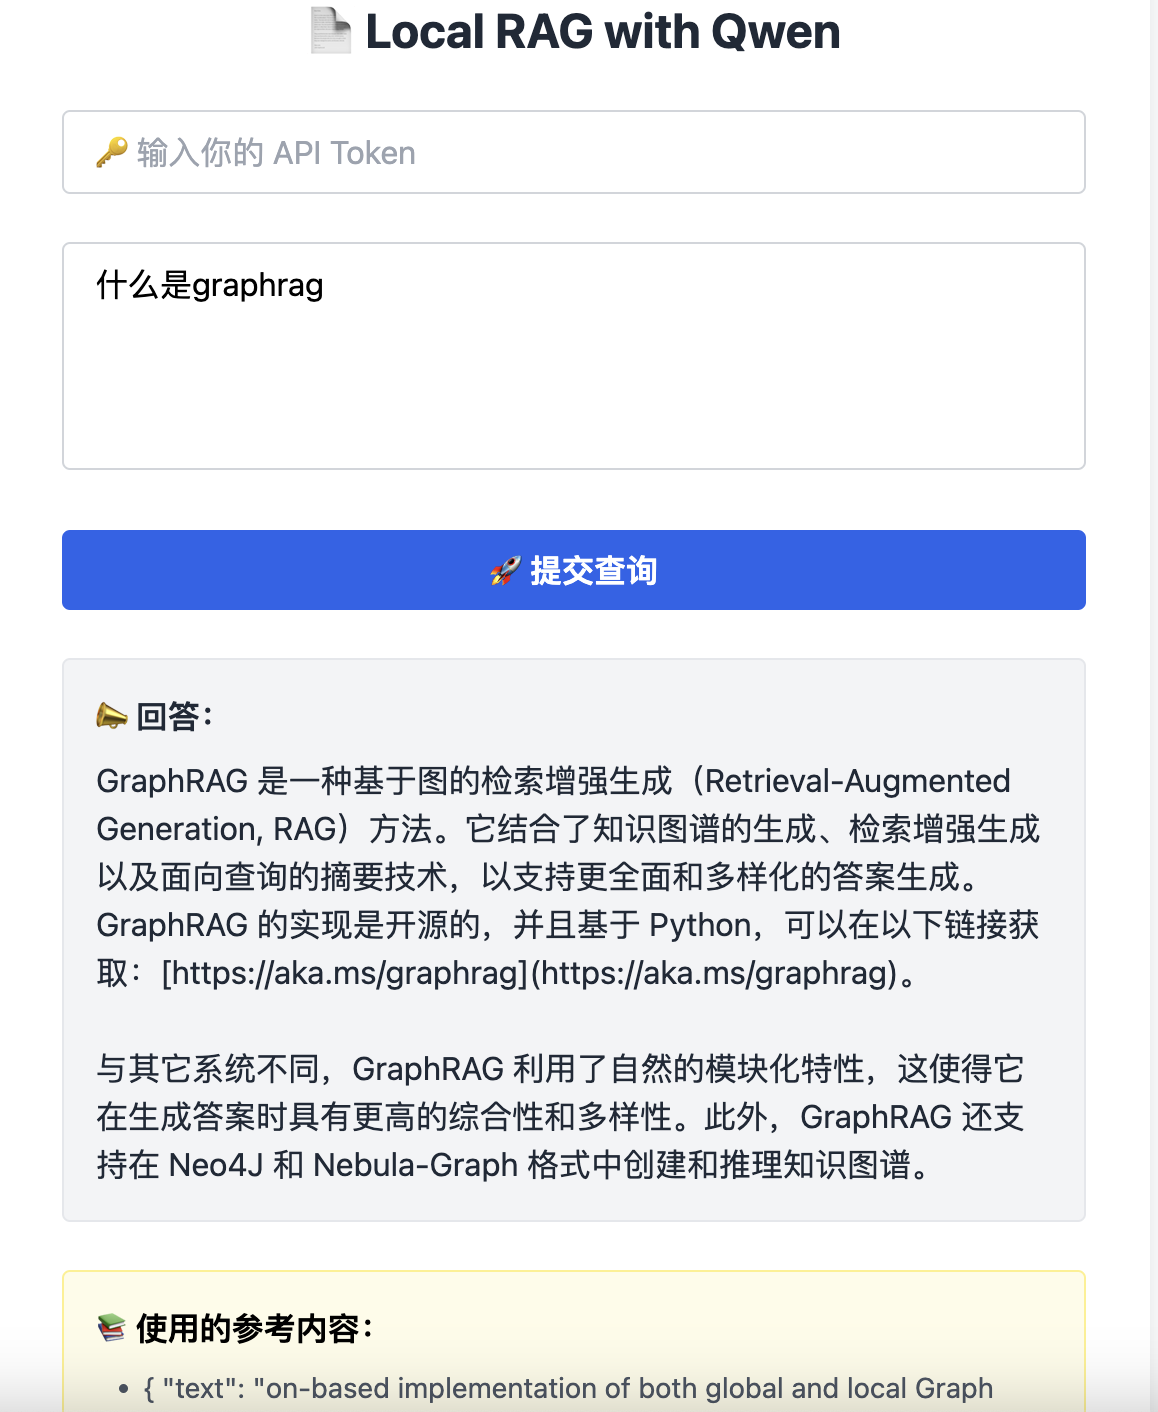 Local RAG with Qwen
输入你的 API Token
什么是graphrag
提交查询
回答：
GraphRAG 是一种基于图的检索增强生成（Retrieval-Augmented
Generation, RAG）方法。它结合了知识图谱的生成、检索增强生成
以及面向查询的摘要技术，以支持更全面和多样化的答案生成。
GraphRAG 的实现是开源的，并且基于 Python，可以在以下链接获
取：[https://aka.ms/graphrag](https://aka.ms/graphrag)。
与其它系统不同，GraphRAG 利用了自然的模块化特性，这使得它
在生成答案时具有更高的综合性和多样性。此外，GraphRAG 还支
持在 Neo4J 和 Nebula-Graph 格式中创建和推理知识图谱。
使用的参考内容：
• { "text": "on-based implementation of both global and local Graph